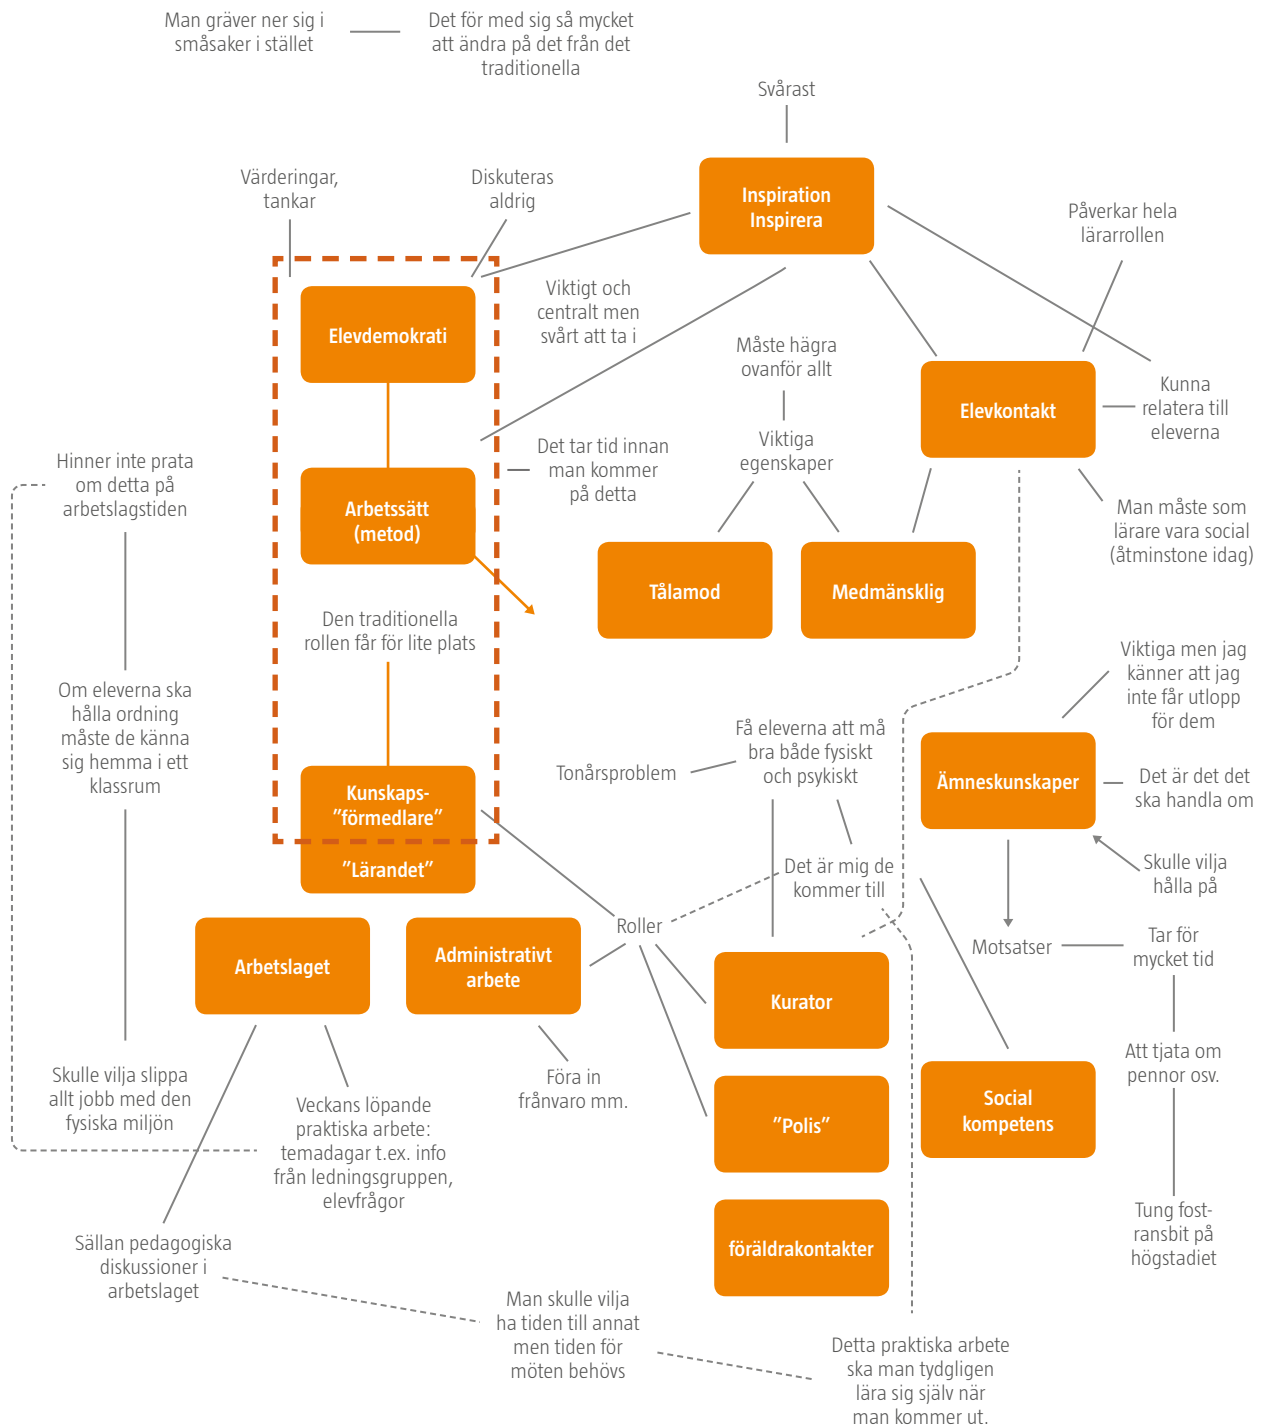 Man gräver ner sig i
småsaker i stället
Det för med sig så mycket
att ändra på det från det
traditionella
Svårast
Inspiration
Inspirera
Värderingar,
tankar
Diskuteras
aldrig
Påverkar hela
lärarrollen
Elevdemokrati
Viktigt och
centralt men
svårt att ta i
Måste hägra
ovanför allt
Elevkontakt
Kunna
relatera till
eleverna
Viktiga
egenskaper
Det tar tid innan
man kommer
på detta
Hinner inte prata
om detta på
arbetslagstiden
Arbetssätt
(metod)
Man måste som
lärare vara social
(åtminstone idag)
Tålamod
Medmänsklig
Den traditionella
rollen får för lite plats
Viktiga men jag
känner att jag
inte får utlopp
för dem
Om eleverna ska
hålla ordning
måste de känna
sig hemma i ett
klassrum
Få eleverna att må
bra både fysiskt
och psykiskt
Tonårsproblem
Ämneskunskaper
Det är det det
ska handla om
Kunskaps-
”förmedlare”
”Lärandet”
Det är mig de
kommer till
Skulle vilja
hålla på
Roller
Motsatser
Tar för
mycket tid
Arbetslaget
Administrativt
arbete
Kurator
Att tjata om
pennor osv.
Skulle vilja slippa
allt jobb med den
fysiska miljön
Föra in
frånvaro mm.
Veckans löpande
praktiska arbete:
temadagar t.ex. info
från ledningsgruppen,
elevfrågor
”Polis”
Social
kompetens
Tung fost-
ransbit på
högstadiet
Sällan pedagogiska
diskussioner i
arbetslaget
föräldrakontakter
Man skulle vilja
ha tiden till annat
men tiden för
möten behövs
Detta praktiska arbete
ska man tydgligen
lära sig själv när
man kommer ut.